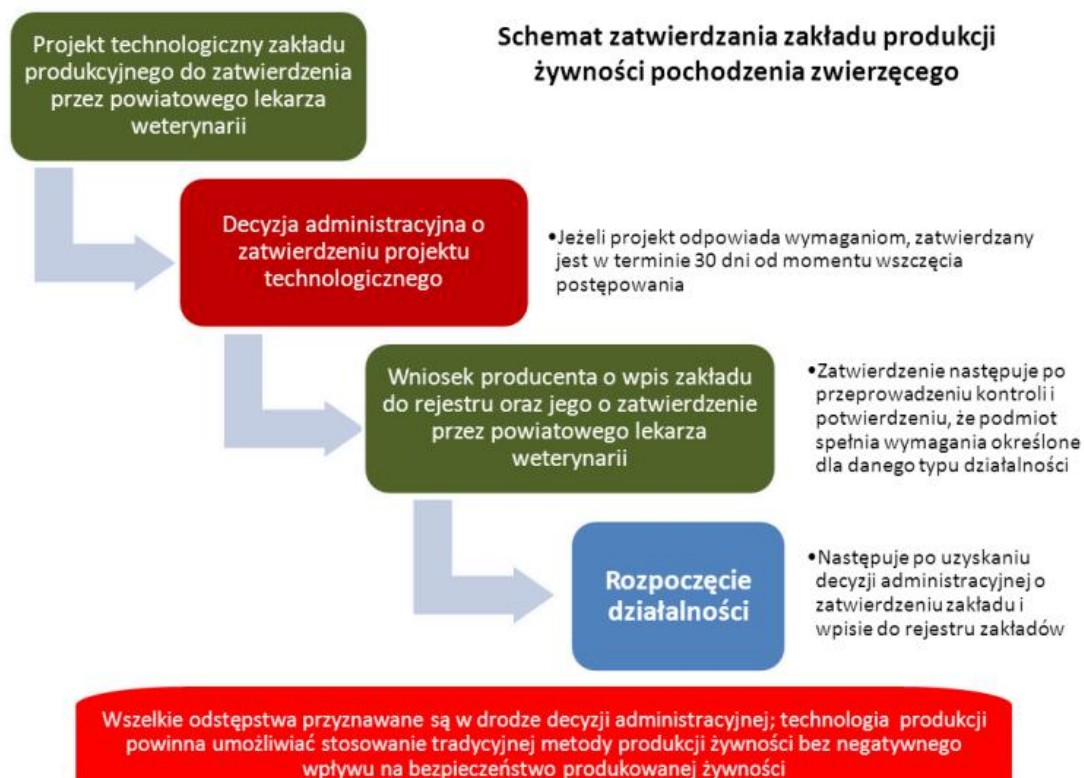 Schemat zatwierdzania zakładu produkcji
żywności pochodzenia zwierzęcego
Projekt technologiczny zakładu
produkcyjnego do zatwierdzenia
przez powiatowego lekarza
weterynarii
Decyzja administracyjna o
zatwierdzeniu projektu
technologicznego
•Jeżeli projekt odpowiada wymaganiom, zatwierdzany
jest w terminie 30 dni od momentu wszczęcia
postępowania
Wniosek producenta o wpis zakładu
do rejestru oraz jego o zatwierdzenie
przez powiatowego lekarza
weterynarii
•Zatwierdzenie następuje po
przeprowadzeniu kontroli i
potwierdzeniu, że podmiot
spełnia wymagania określone
dla danego typu działalności
Rozpoczęcie
działalności
•Następuje po uzyskaniu
decyzji administracyjnej o
zatwierdzeniu zakładu i
wpisie do rejestru zakładów
Wszelkie odstępstwa przyznawane są w drodze decyzji administracyjnej; technologia produkcji
powinna umożliwiać stosowanie tradycyjnej metody produkcji żywności bez negatywnego
wpływu na bezpieczeństwo produkowanej żywności